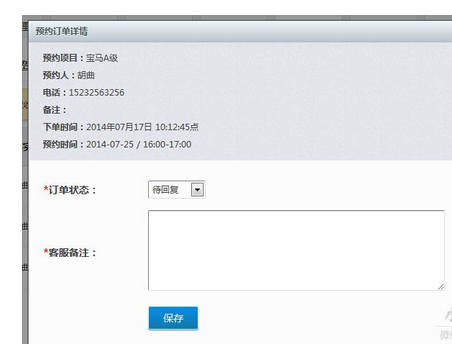 预约订单详情
预约项目：宝马A级
预约人：胡曲
电话：15232563256
备注：
下单时间：2014年07月17日 10:12:45点
预约时间：2014-07-25 / 16:00-17:00
*订单状态： 待回复
*客服备注：
保存